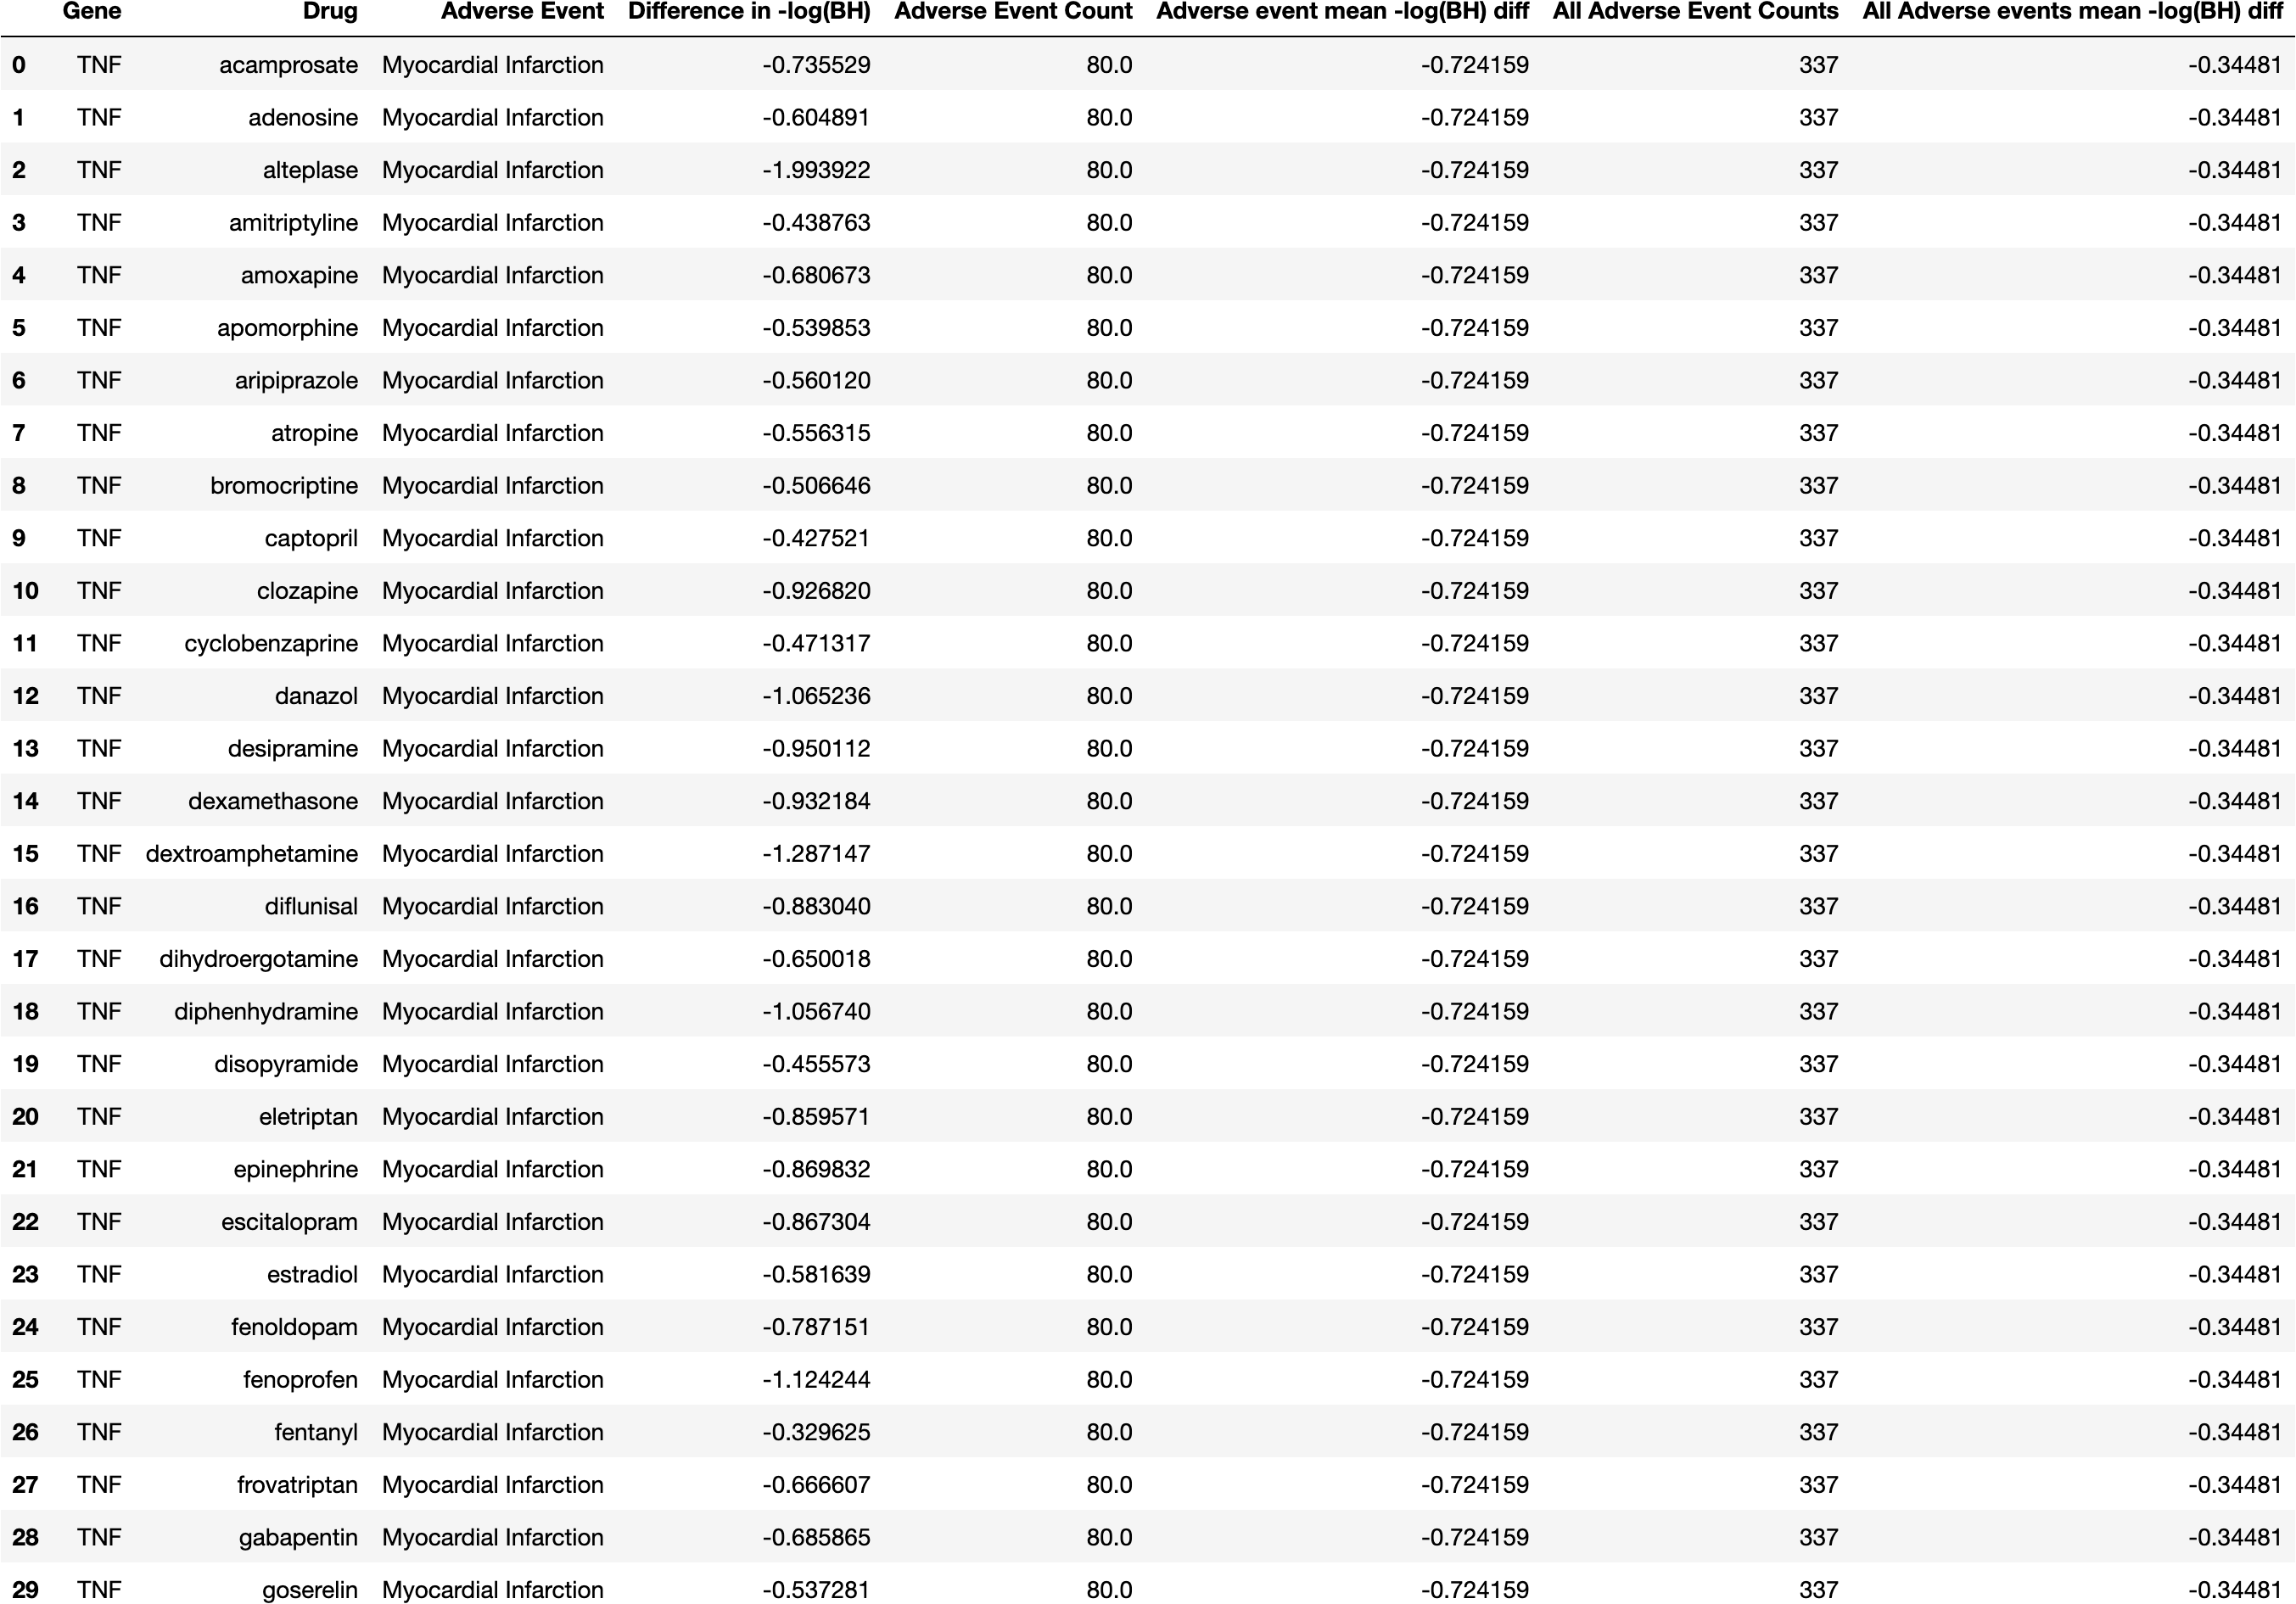 Gene Drug Adverse Event Difference in -log(BH) Adverse Event Count Adverse event mean -log(BH) diff All Adverse Event Counts All Adverse events mean -log(BH) diff
0 TNF acamprosate Myocardial Infarction -0.735529 80.0 -0.724159 337 -0.34481
1 TNF adenosine Myocardial Infarction -0.604891 80.0 -0.724159 337 -0.34481
2 TNF alteplase Myocardial Infarction -1.993922 80.0 -0.724159 337 -0.34481
3 TNF amitriptyline Myocardial Infarction -0.438763 80.0 -0.724159 337 -0.34481
4 TNF amoxapine Myocardial Infarction -0.680673 80.0 -0.724159 337 -0.34481
5 TNF apomorphine Myocardial Infarction -0.539853 80.0 -0.724159 337 -0.34481
6 TNF aripiprazole Myocardial Infarction -0.560120 80.0 -0.724159 337 -0.34481
7 TNF atropine Myocardial Infarction -0.556315 80.0 -0.724159 337 -0.34481
8 TNF bromocriptine Myocardial Infarction -0.506646 80.0 -0.724159 337 -0.34481
9 TNF captopril Myocardial Infarction -0.427521 80.0 -0.724159 337 -0.34481
10 TNF clozapine Myocardial Infarction -0.926820 80.0 -0.724159 337 -0.34481
11 TNF cyclobenzaprine Myocardial Infarction -0.471317 80.0 -0.724159 337 -0.34481
12 TNF danazol Myocardial Infarction -1.065236 80.0 -0.724159 337 -0.34481
13 TNF desipramine Myocardial Infarction -0.950112 80.0 -0.724159 337 -0.34481
14 TNF dexamethasone Myocardial Infarction -0.932184 80.0 -0.724159 337 -0.34481
15 TNF dextroamphetamine Myocardial Infarction -1.287147 80.0 -0.724159 337 -0.34481
16 TNF diflunisal Myocardial Infarction -0.883040 80.0 -0.724159 337 -0.34481
17 TNF dihydroergotamine Myocardial Infarction -0.650018 80.0 -0.724159 337 -0.34481
18 TNF diphenhydramine Myocardial Infarction -1.056740 80.0 -0.724159 337 -0.34481
19 TNF disopyramide Myocardial Infarction -0.455573 80.0 -0.724159 337 -0.34481
20 TNF eletriptan Myocardial Infarction -0.859571 80.0 -0.724159 337 -0.34481
21 TNF epinephrine Myocardial Infarction -0.869832 80.0 -0.724159 337 -0.34481
22 TNF escitalopram Myocardial Infarction -0.867304 80.0 -0.724159 337 -0.34481
23 TNF estradiol Myocardial Infarction -0.581639 80.0 -0.724159 337 -0.34481
24 TNF fenoldopam Myocardial Infarction -0.787151 80.0 -0.724159 337 -0.34481
25 TNF fenoprofen Myocardial Infarction -1.124244 80.0 -0.724159 337 -0.34481
26 TNF fentanyl Myocardial Infarction -0.329625 80.0 -0.724159 337 -0.34481
27 TNF frovatriptan Myocardial Infarction -0.666607 80.0 -0.724159 337 -0.34481
28 TNF gabapentin Myocardial Infarction -0.685865 80.0 -0.724159 337 -0.34481
29 TNF goserelin Myocardial Infarction -0.537281 80.0 -0.724159 337 -0.34481